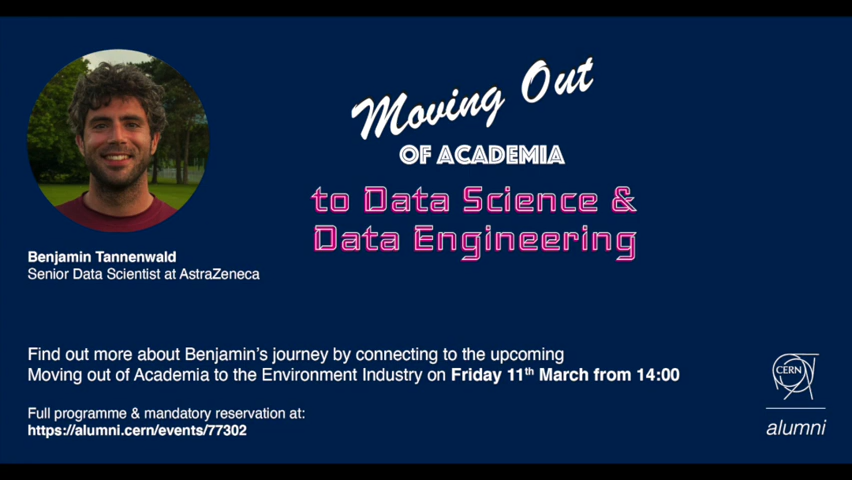 Moving Out
OF ACADEMIA
to Data Science &
Data Engineering
Benjamin Tannenwald
Senior Data Scientist at AstraZeneca
Find out more about Benjamin's journey by connecting to the upcoming
Moving out of Academia to the Environment Industry on Friday 11th March from 14:00
Full programme & mandatory reservation at:
https://alumni.cern/events/77302
CERN
alumni